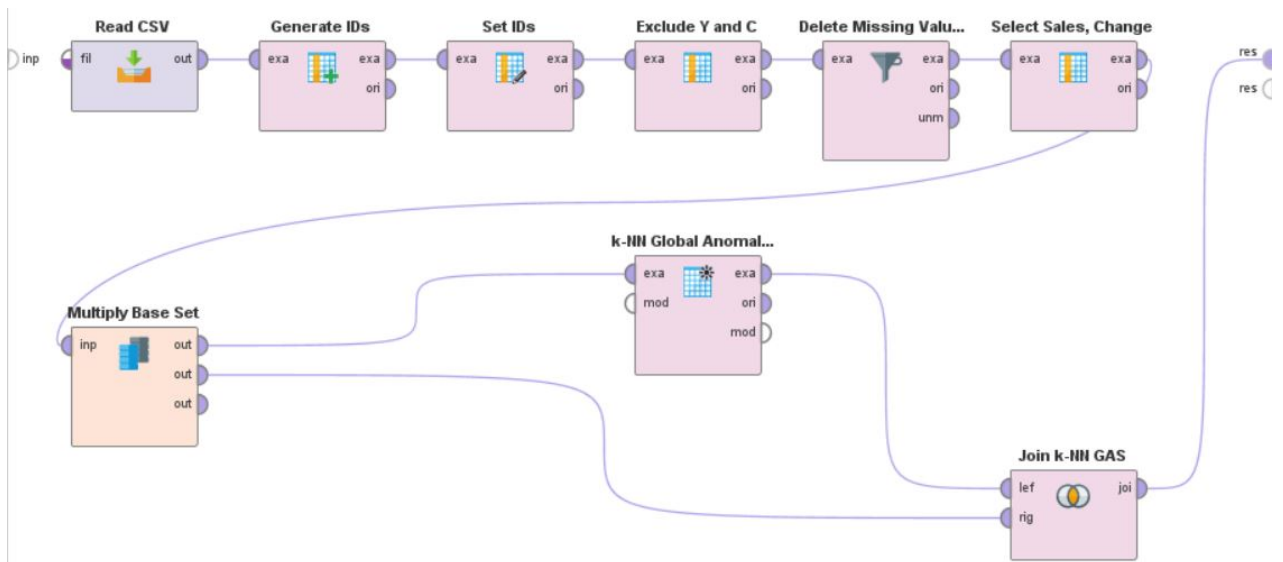 Read CSV
Generate IDs
Set IDs
Exclude Y and C
Delete Missing Valu...
Select Sales, Change
inp
fil
out
exa
exa
ori
exa
exa
ori
exa
exa
ori
exa
exa
ori
unm
exa
exa
ori
res
res
k-NN Global Anomal...
exa
exa
mod
ori
mod
Multiply Base Set
inp
out
out
out
Join k-NN GAS
lef
joi
rig